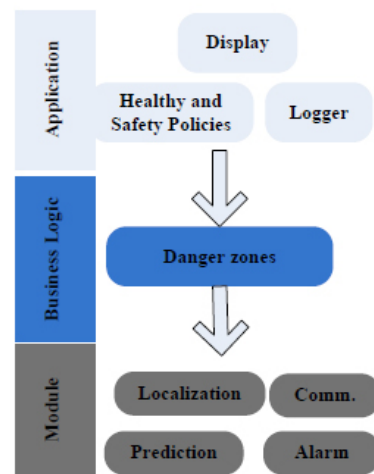 Application
Display
Healthy and
Safety Policies
Logger
Business Logic
Danger zones
Module
Localization
Comm.
Prediction
Alarm